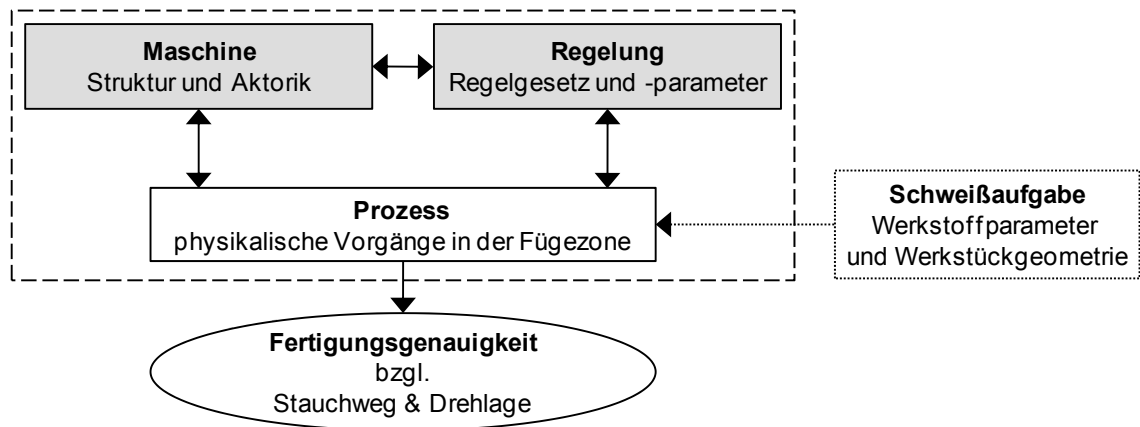 Maschine
Struktur und Aktorik
Regelung
Regelgesetz und -parameter
Prozess
physikalische Vorgänge in der Fügezone
Schweißaufgabe
Werkstoffparameter
und Werkstückgeometrie
Fertigungsgenauigkeit
bzgl.
Stauchweg & Drehlage